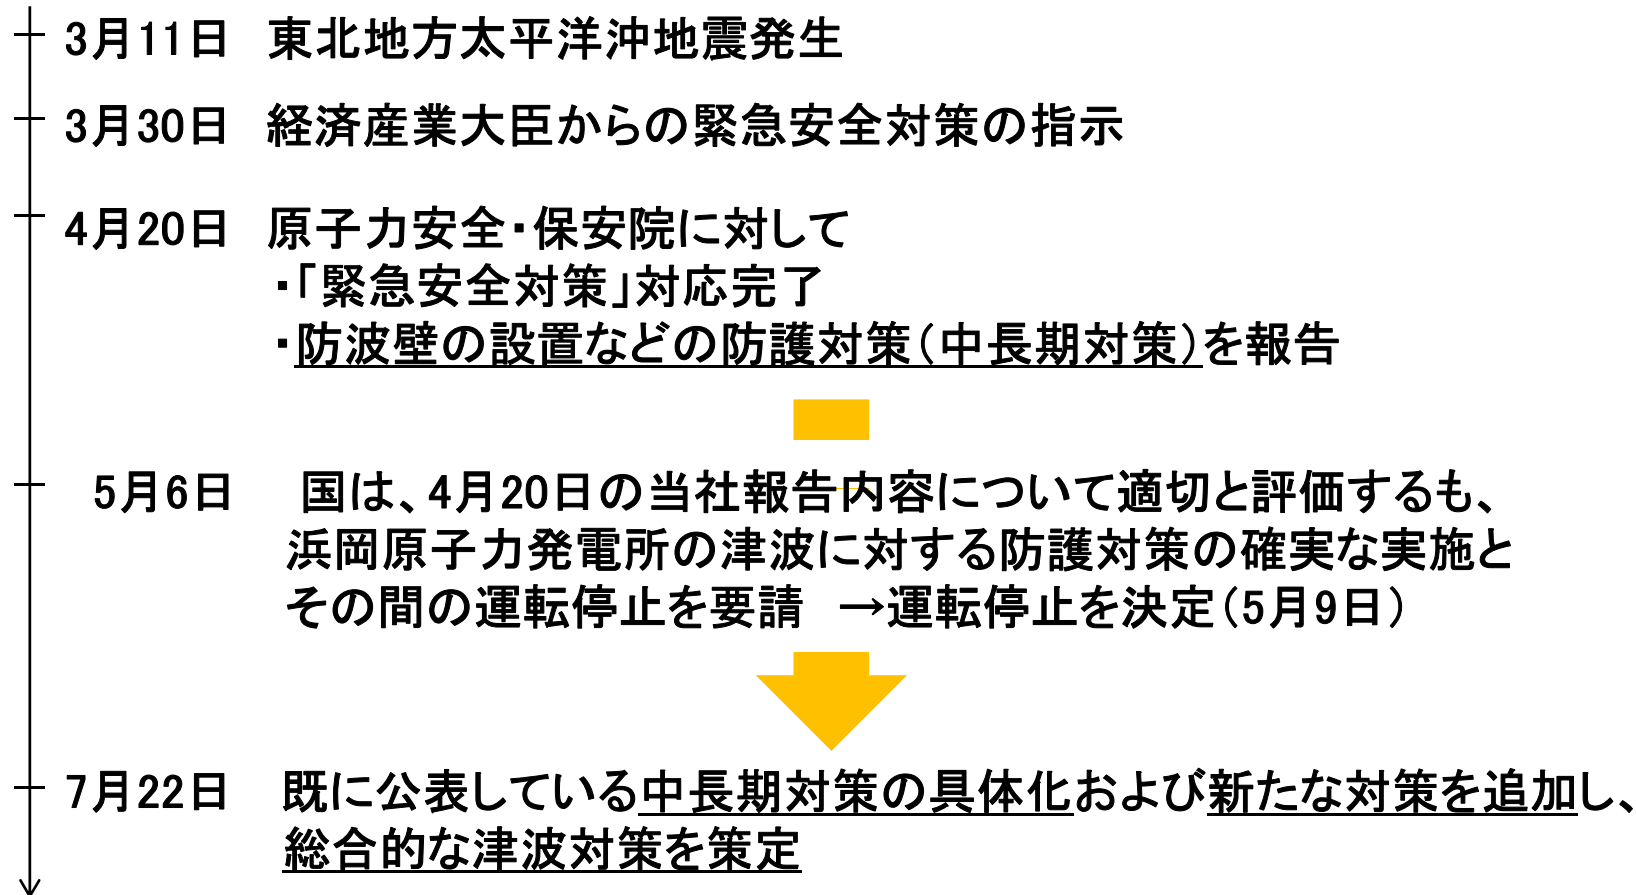 3月11日　東北地方太平洋沖地震発生
3月30日　経済産業大臣からの緊急安全対策の指示
4月20日　原子力安全・保安院に対して
・「緊急安全対策」対応完了
・防波壁の設置などの防護対策（中長期対策）を報告
5月6日　国は、4月20日の当社報告内容について適切と評価するも、
浜岡原子力発電所の津波に対する防護対策の確実な実施と
その間の運転停止を要請　→運転停止を決定（5月9日）
7月22日　既に公表している中長期対策の具体化および新たな対策を追加し、
総合的な津波対策を策定